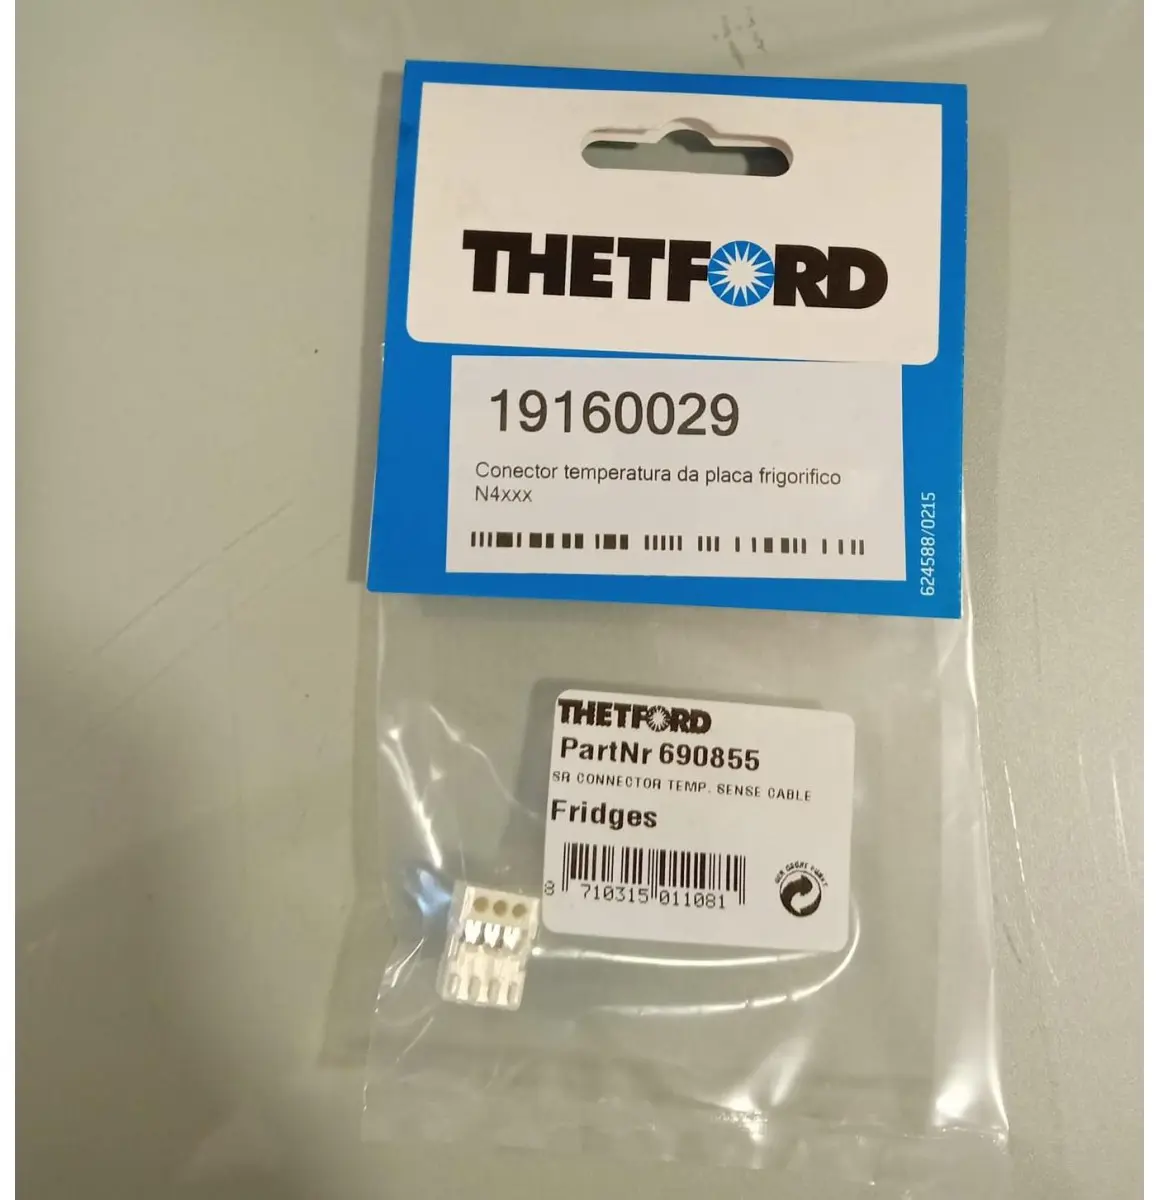 THETFORD
19160029
Conector temperatura da placa frigorifico
N4xxx
624588/0215
THETFORD
PartNr 690855
SR CONNECTOR TEMP. SENSE CABLE
Fridges
8 710315 011081